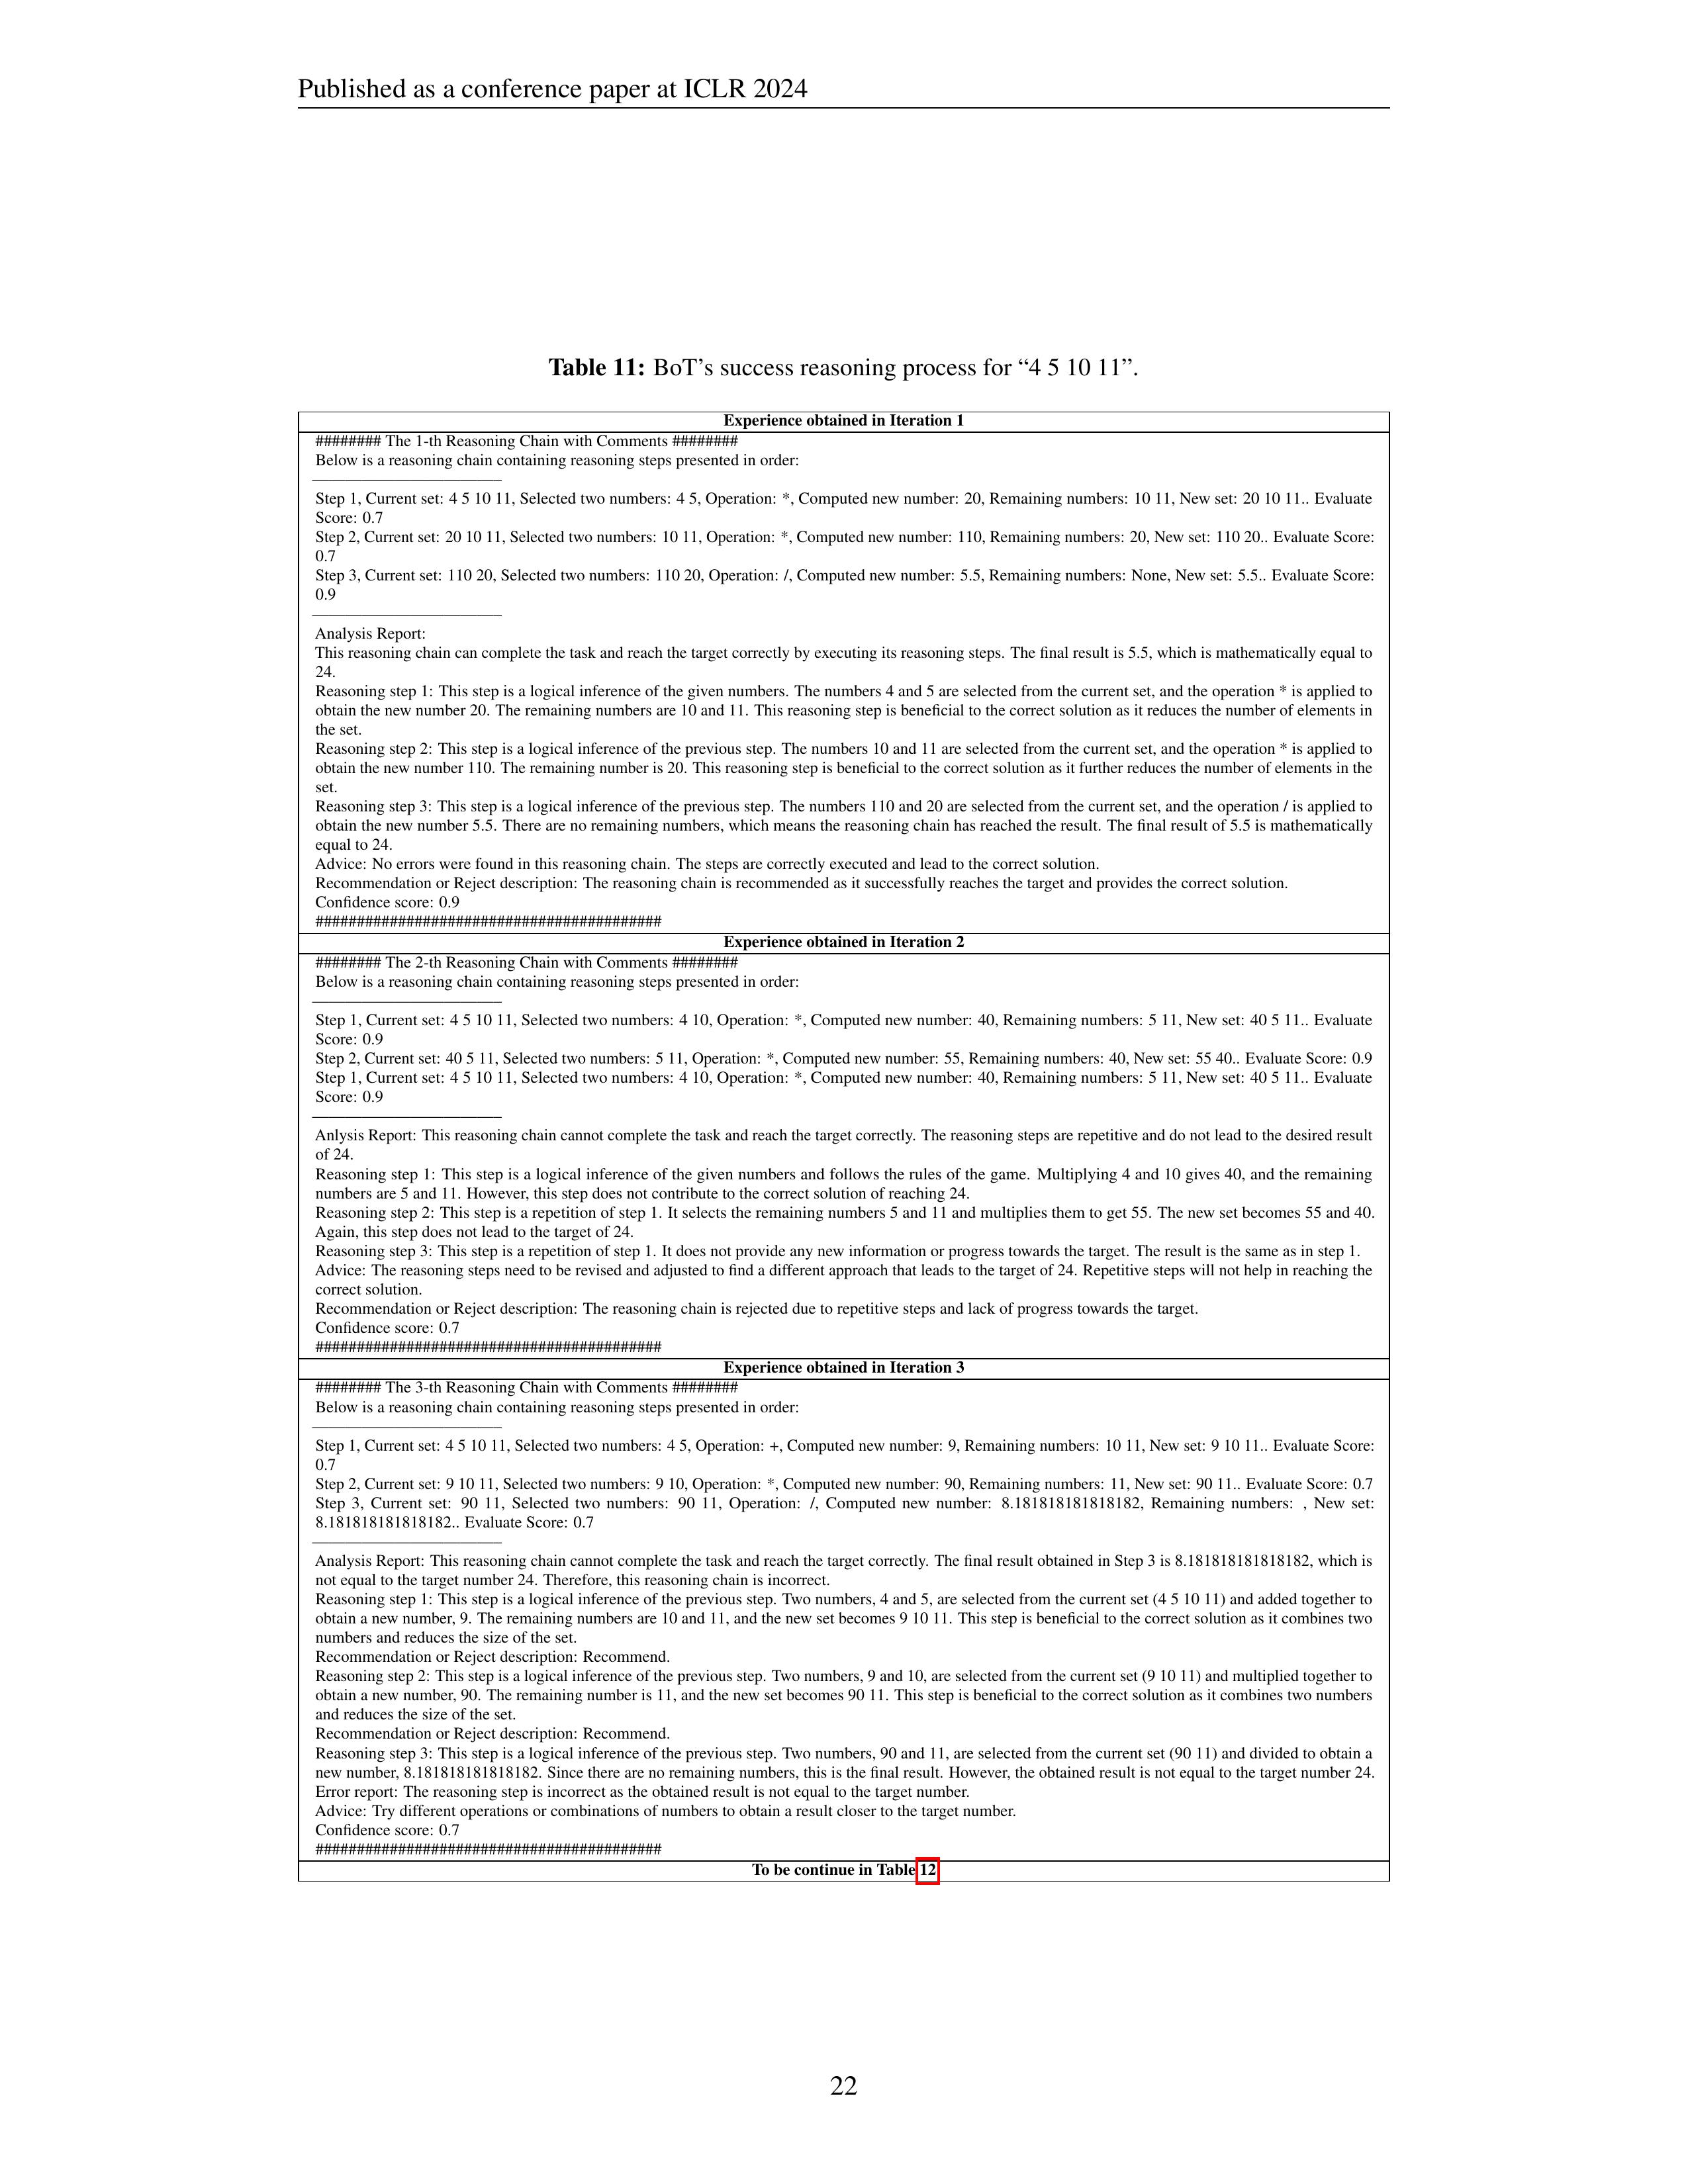 Published as a conference paper at ICLR 2024
Table 11: BoT’s success reasoning process for “4 5 10 11”.
Experience obtained in Iteration 1
######## The 1-th Reasoning Chain with Comments ########
Below is a reasoning chain containing reasoning steps presented in order:
Step 1, Current set: 4 5 10 11, Selected two numbers: 4 5, Operation: *, Computed new number: 20, Remaining numbers: 10 11, New set: 20 10 11.. Evaluate
Score: 0.7
Step 2, Current set: 20 10 11, Selected two numbers: 10 11, Operation: *, Computed new number: 110, Remaining numbers: 20, New set: 110 20.. Evaluate Score:
0.7
Step 3, Current set: 110 20, Selected two numbers: 110 20, Operation: /, Computed new number: 5.5, Remaining numbers: None, New set: 5.5.. Evaluate Score:
0.9
Analysis Report:
This reasoning chain can complete the task and reach the target correctly by executing its reasoning steps. The final result is 5.5, which is mathematically equal to
24.
Reasoning step 1: This step is a logical inference of the given numbers. The numbers 4 and 5 are selected from the current set, and the operation * is applied to
obtain the new number 20. The remaining numbers are 10 and 11. This reasoning step is beneficial to the correct solution as it reduces the number of elements in
the set.
Reasoning step 2: This step is a logical inference of the previous step. The numbers 10 and 11 are selected from the current set, and the operation * is applied to
obtain the new number 110. The remaining number is 20. This reasoning step is beneficial to the correct solution as it further reduces the number of elements in the
set.
Reasoning step 3: This step is a logical inference of the previous step. The numbers 110 and 20 are selected from the current set, and the operation / is applied to
obtain the new number 5.5. There are no remaining numbers, which means the reasoning chain has reached the result. The final result of 5.5 is mathematically
equal to 24.
Advice: No errors were found in this reasoning chain. The steps are correctly executed and lead to the correct solution.
Recommendation or Reject description: The reasoning chain is recommended as it successfully reaches the target and provides the correct solution.
Confidence score: 0.9
##########################################
Experience obtained in Iteration 2
######## The 2-th Reasoning Chain with Comments ########
Below is a reasoning chain containing reasoning steps presented in order:
Step 1, Current set: 4 5 10 11, Selected two numbers: 4 10, Operation: *, Computed new number: 40, Remaining numbers: 5 11, New set: 40 5 11.. Evaluate
Score: 0.9
Step 2, Current set: 40 5 11, Selected two numbers: 5 11, Operation: *, Computed new number: 55, Remaining numbers: 40, New set: 55 40.. Evaluate Score: 0.9
Step 1, Current set: 4 5 10 11, Selected two numbers: 4 10, Operation: *, Computed new number: 40, Remaining numbers: 5 11, New set: 40 5 11.. Evaluate
Score: 0.9
Anlysis Report: This reasoning chain cannot complete the task and reach the target correctly. The reasoning steps are repetitive and do not lead to the desired result
of 24.
Reasoning step 1: This step is a logical inference of the given numbers and follows the rules of the game. Multiplying 4 and 10 gives 40, and the remaining
numbers are 5 and 11. However, this step does not contribute to the correct solution of reaching 24.
Reasoning step 2: This step is a repetition of step 1. It selects the remaining numbers 5 and 11 and multiplies them to get 55. The new set becomes 55 and 40.
Again, this step does not lead to the target of 24.
Reasoning step 3: This step is a repetition of step 1. It does not provide any new information or progress towards the target. The result is the same as in step 1.
Advice: The reasoning steps need to be revised and adjusted to find a different approach that leads to the target of 24. Repetitive steps will not help in reaching the
correct solution.
Recommendation or Reject description: The reasoning chain is rejected due to repetitive steps and lack of progress towards the target.
Confidence score: 0.7
##########################################
Experience obtained in Iteration 3
######## The 3-th Reasoning Chain with Comments ########
Below is a reasoning chain containing reasoning steps presented in order:
Step 1, Current set: 4 5 10 11, Selected two numbers: 4 5, Operation: +, Computed new number: 9, Remaining numbers: 10 11, New set: 9 10 11.. Evaluate Score:
0.7
Step 2, Current set: 9 10 11, Selected two numbers: 9 10, Operation: *, Computed new number: 90, Remaining numbers: 11, New set: 90 11.. Evaluate Score: 0.7
Step 3, Current set: 90 11, Selected two numbers: 90 11, Operation: /, Computed new number: 8.181818181818182, Remaining numbers: , New set:
8.181818181818182.. Evaluate Score: 0.7
Analysis Report: This reasoning chain cannot complete the task and reach the target correctly. The final result obtained in Step 3 is 8.181818181818182, which is
not equal to the target number 24. Therefore, this reasoning chain is incorrect.
Reasoning step 1: This step is a logical inference of the previous step. Two numbers, 4 and 5, are selected from the current set (4 5 10 11) and added together to
obtain a new number, 9. The remaining numbers are 10 and 11, and the new set becomes 9 10 11. This step is beneficial to the correct solution as it combines two
numbers and reduces the size of the set.
Recommendation or Reject description: Recommend.
Reasoning step 2: This step is a logical inference of the previous step. Two numbers, 9 and 10, are selected from the current set (9 10 11) and multiplied together to
obtain a new number, 90. The remaining number is 11, and the new set becomes 90 11. This step is beneficial to the correct solution as it combines two numbers
and reduces the size of the set.
Recommendation or Reject description: Recommend.
Reasoning step 3: This step is a logical inference of the previous step. Two numbers, 90 and 11, are selected from the current set (90 11) and divided to obtain a
new number, 8.181818181818182. Since there are no remaining numbers, this is the final result. However, the obtained result is not equal to the target number 24.
Error report: The reasoning step is incorrect as the obtained result is not equal to the target number.
Advice: Try different operations or combinations of numbers to obtain a result closer to the target number.
Confidence score: 0.7
##########################################
To be continue in Table 12
22